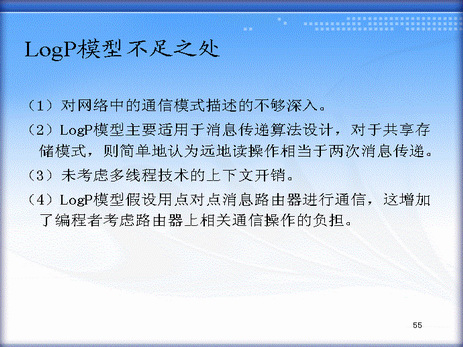 LogP模型不足之处
（1）对网络中的通信模式描述的不够深入。
（2）LogP模型主要适用于消息传递算法设计，对于共享存
储模式，则简单地认为远地读操作相当于两次消息传递。
（3）未考虑多线程技术的上下文开销。
（4）LogP模型假设用点对点消息路由器进行通信，这增加
了编程者考虑路由器上相关通信操作的负担。
55